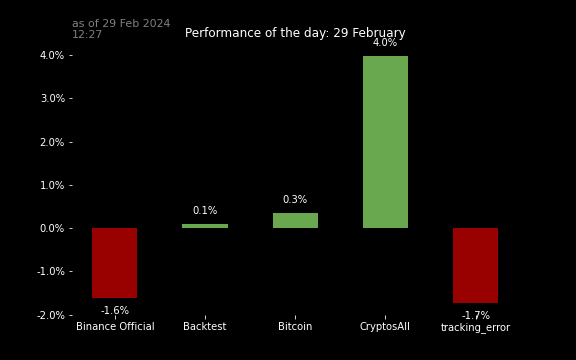 as of 29 Feb 2024
12:27
Performance of the day: 29 February
4.0%
4.0%
3.0%
2.0%
1.0%
0.0%
-1.0%
-2.0%
-1.6%
0.1%
0.3%
-1.7%
Binance Official
Backtest
Bitcoin
CryptosAll
tracking_error